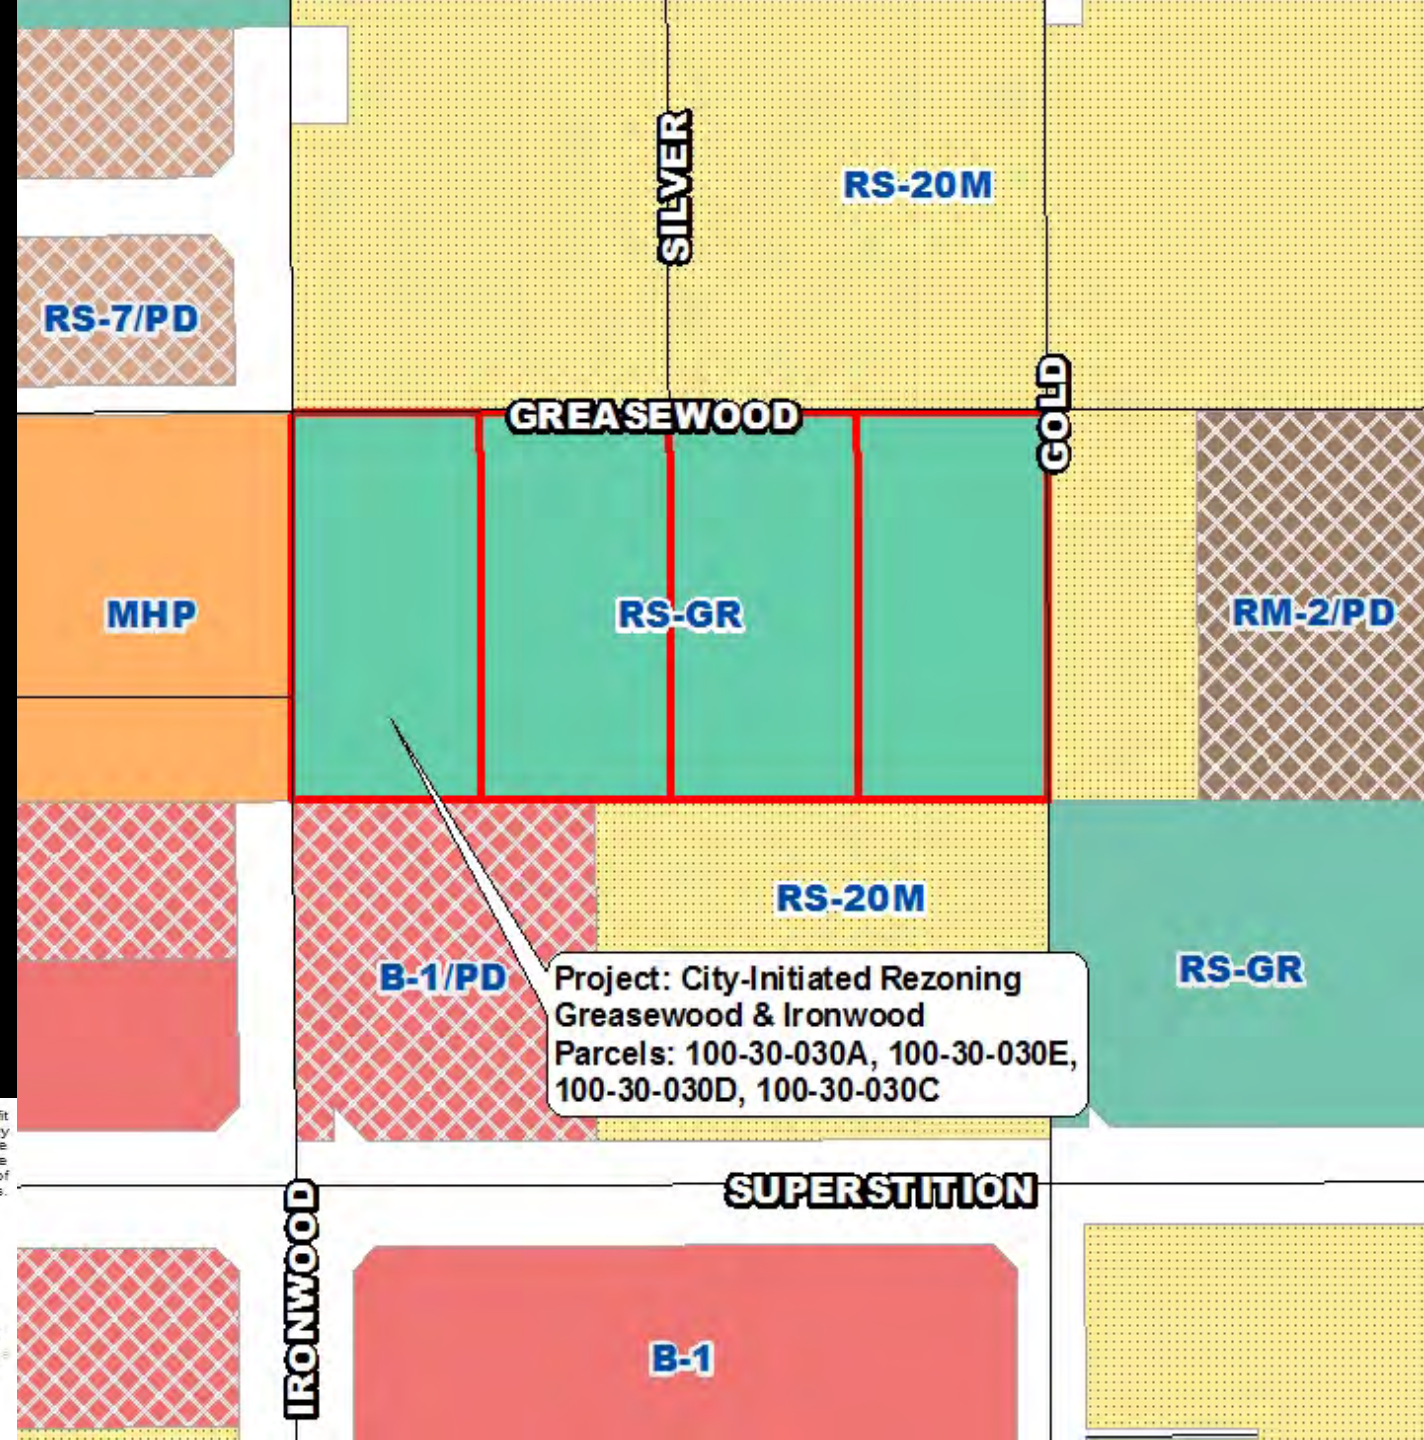 SILVER
RS-20M
RS-7/PD
GREASEWOOD
GOLD
MHP
RS-GR
RM-2/PD
RS-20M
B-1/PD
RS-GR
Project: City-Initiated Rezoning
Greasewood & Ironwood
Parcels: 100-30-030A, 100-30-030E,
100-30-030D, 100-30-030C
of
SUPERSTITION
IRONWOOD
B-1